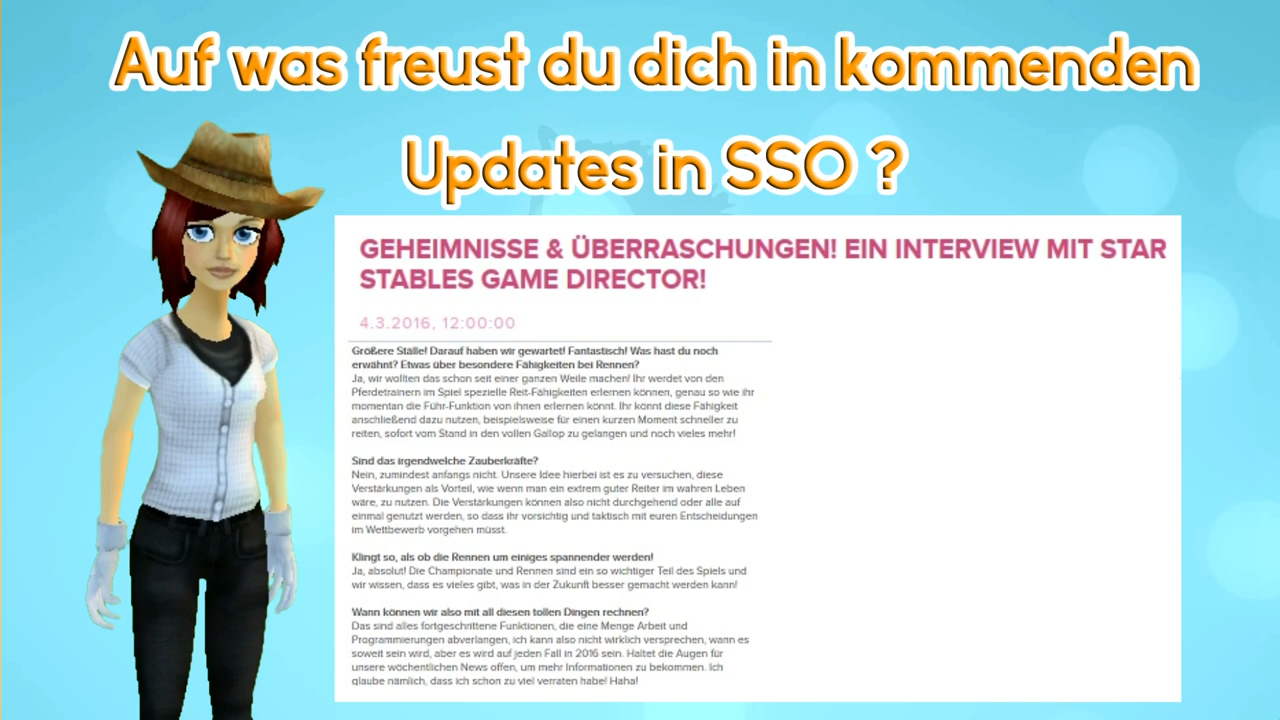 Auf was freust du dich in kommenden
Updates in SSO ?
GEHEIMNISSE & ÜBERRASCHUNGEN! EIN INTERVIEW MIT STAR
STABLES GAME DIRECTOR!
4.3.2016, 12:00:00
Größere Ställe! Darauf haben wir gewartet! Fantastisch! Was hast du noch
erwähnt? Etwas über besondere Fähigkeiten bei Rennen?
Ja, wir wollten das schon seit einer ganzen Weile machen! Ihr werdet von den
Pferdetrainern im Spiel spezielle Reit-Fähigkeiten erlernen können, genau so wie ihr
momentan die Führ-Funktion von ihnen erlernen könnt. Ihr könnt diese Fähigkeit
anschließend dazu nutzen, beispielsweise für einen kurzen Moment schneller zu
reiten, sofort vom Stand in den vollen Gallop zu gelangen und noch vieles mehr!
Sind das irgendwelche Zauberkräfte?
Nein, zumindest anfangs nicht. Unsere Idee hierbei ist es zu versuchen, diese
Verstärkungen als Vorteil, wie wenn man ein extrem guter Reiter im wahren Leben
wäre, zu nutzen. Die Verstärkungen können also nicht durchgehend oder alle auf
einmal genutzt werden, so dass ihr vorsichtig und taktisch mit euren Entscheidungen
im Wettbewerb vorgehen müsst.
Klingt so, als ob die Rennen um einiges spannender werden!
Ja, absolut! Die Championate und Rennen sind ein so wichtiger Teil des Spiels und
wir wissen, dass es vieles gibt, was in der Zukunft besser gemacht werden kann!
Wann können wir also mit all diesen tollen Dingen rechnen?
Das sind alles fortgeschrittene Funktionen, die eine Menge Arbeit und
Programmierungen abverlangen, ich kann also nicht wirklich versprechen, wann es
soweit sein wird, aber es wird auf jeden Fall in 2016 sein. Haltet die Augen für
unsere wöchentlichen News offen, um mehr Informationen zu bekommen. Ich
glaube nämlich, dass ich schon zu viel verraten habe! Haha!